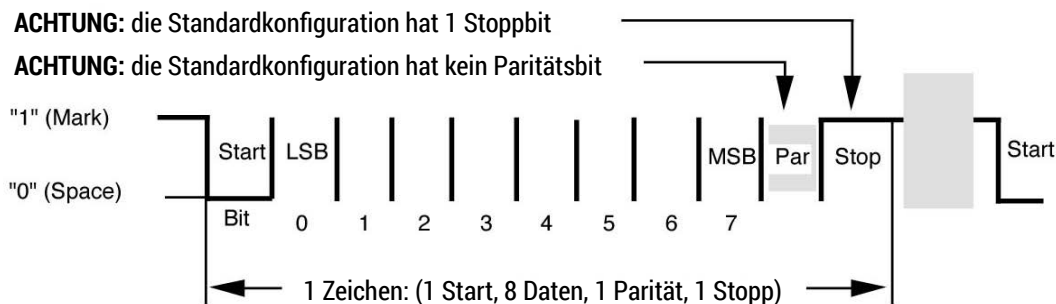 ACHTUNG: die Standardkonfiguration hat 1 Stoppbit
ACHTUNG: die Standardkonfiguration hat kein Paritätsbit
"1" (Mark)
Start LSB MSB Par Stop Start
"0" (Space)
Bit 0 1 2 3 4 5 6 7
1 Zeichen: (1 Start, 8 Daten, 1 Parität, 1 Stopp)